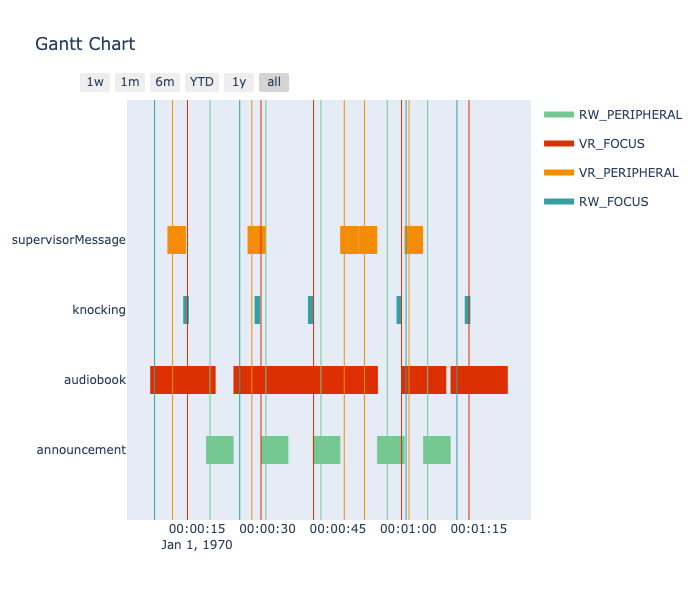 Gantt Chart
1w 1m 6m YTD 1y all
RW_PERIPHERAL
VR_FOCUS
VR_PERIPHERAL
RW_FOCUS
supervisorMessage
knocking
audiobook
announcement
00:00:15 00:00:30 00:00:45 00:01:00 00:01:15
Jan 1, 1970